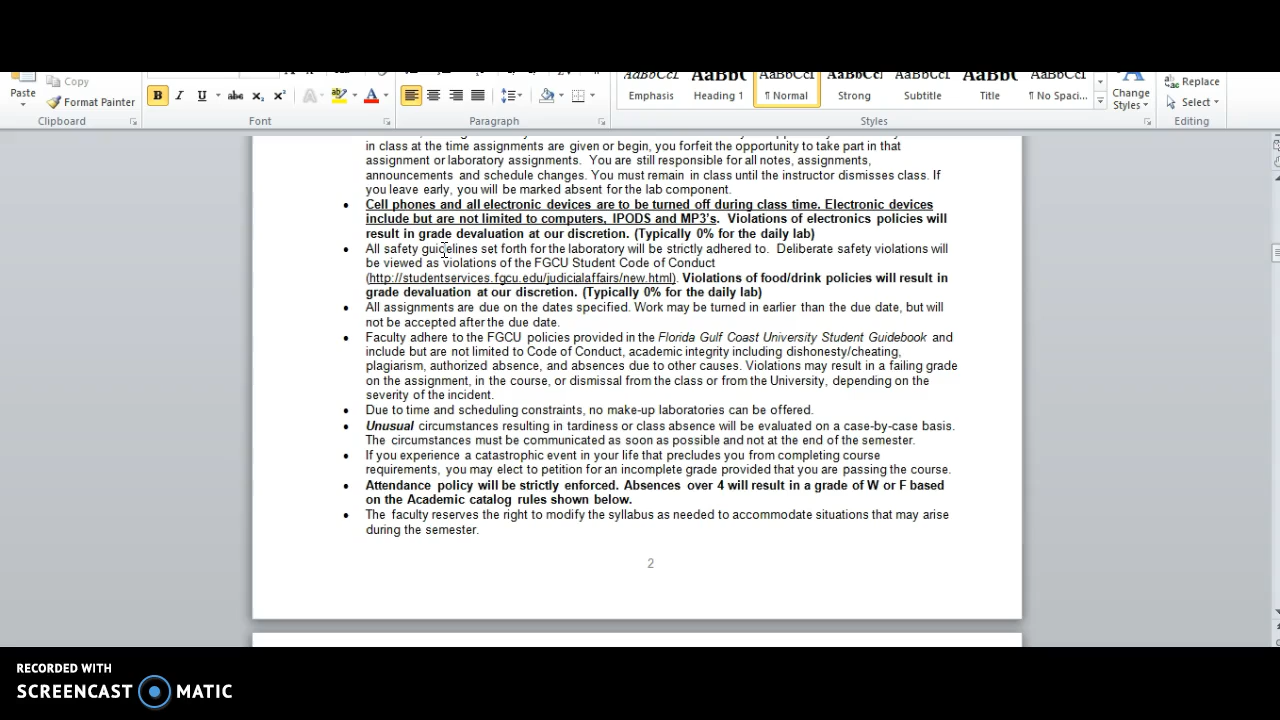 Copy
Paste
Format Painter
Clipboard
B I U abc x₂ x² A A
Font
Paragraph
AaBbCcI AaBbC AaBbCcI AaBbCcI AaBbCcI AaBbC AaBbCcI
Emphasis Heading 1 ¶ Normal Strong Subtitle Title ¶ No Spaci...
Styles
Change
Styles
Replace
Select
Editing
in class at the time assignments are given or begin, you forfeit the opportunity to take part in that
assignment or laboratory assignments. You are still responsible for all notes, assignments,
announcements and schedule changes. You must remain in class until the instructor dismisses class. If
you leave early, you will be marked absent for the lab component.
• Cell phones and all electronic devices are to be turned off during class time. Electronic devices
include but are not limited to computers, IPODS and MP3's. Violations of electronics policies will
result in grade devaluation at our discretion. (Typically 0% for the daily lab)
• All safety guidelines set forth for the laboratory will be strictly adhered to. Deliberate safety violations will
be viewed as violations of the FGCU Student Code of Conduct
(http://studentservices.fgcu.edu/judicialaffairs/new.html). Violations of food/drink policies will result in
grade devaluation at our discretion. (Typically 0% for the daily lab)
• All assignments are due on the dates specified. Work may be turned in earlier than the due date, but will
not be accepted after the due date.
• Faculty adhere to the FGCU policies provided in the Florida Gulf Coast University Student Guidebook and
include but are not limited to Code of Conduct, academic integrity including dishonesty/cheating,
plagiarism, authorized absence, and absences due to other causes. Violations may result in a failing grade
on the assignment, in the course, or dismissal from the class or from the University, depending on the
severity of the incident.
• Due to time and scheduling constraints, no make-up laboratories can be offered.
• Unusual circumstances resulting in tardiness or class absence will be evaluated on a case-by-case basis.
The circumstances must be communicated as soon as possible and not at the end of the semester.
• If you experience a catastrophic event in your life that precludes you from completing course
requirements, you may elect to petition for an incomplete grade provided that you are passing the course.
• Attendance policy will be strictly enforced. Absences over 4 will result in a grade of W or F based
on the Academic catalog rules shown below.
• The faculty reserves the right to modify the syllabus as needed to accommodate situations that may arise
during the semester.
2
RECORDED WITH
SCREENCAST MATIC